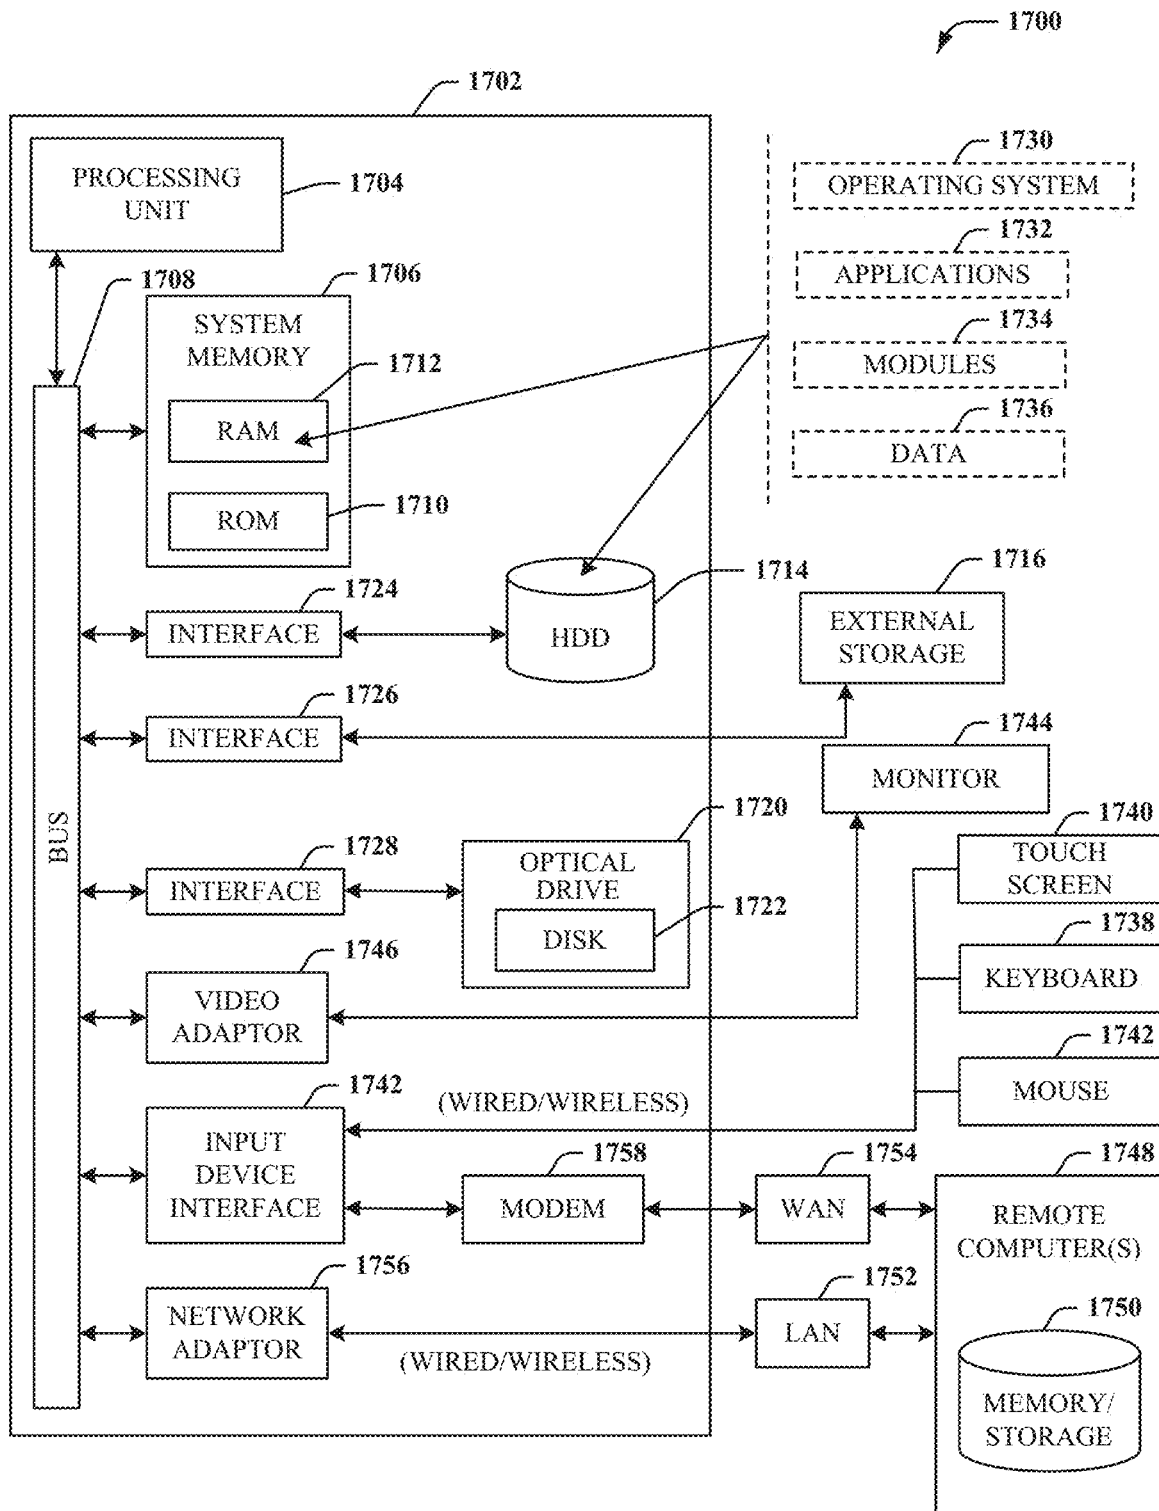 1700
1702
PROCESSING
UNIT
1704
1708
1706
SYSTEM
MEMORY
1712
RAM
ROM
1710
1730
OPERATING SYSTEM
1732
APPLICATIONS
1734
MODULES
1736
DATA
BUS
1724
INTERFACE
HDD
1714
1716
EXTERNAL
STORAGE
1726
INTERFACE
1744
MONITOR
1728
INTERFACE
1720
OPTICAL
DRIVE
1722
DISK
1740
TOUCH
SCREEN
1738
KEYBOARD
1742
MOUSE
1746
VIDEO
ADAPTOR
1742
INPUT
DEVICE
INTERFACE
(WIRED/WIRELESS)
1758
MODEM
1754
WAN
1748
REMOTE
COMPUTER(S)
1756
NETWORK
ADAPTOR
(WIRED/WIRELESS)
1752
LAN
1750
MEMORY/
STORAGE